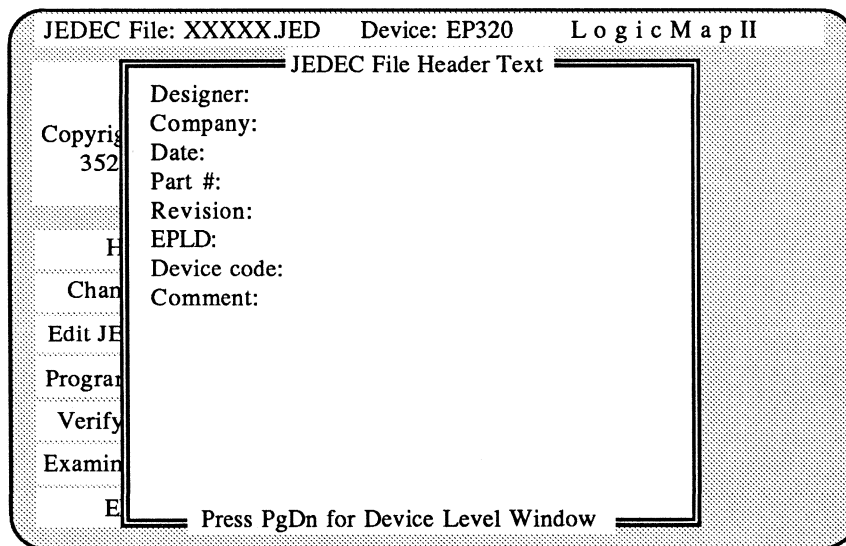 JEDEC File: XXXXX.JED Device: EP320 L o g i c M a p II
JEDEC File Header Text
Designer:
Company:
Date:
Part #:
Revision:
EPLD:
Device code:
Comment:
Copyrig
352
H
Chan
Edit JE
Progra
Verify
Examin
E
Press PgDn for Device Level Window